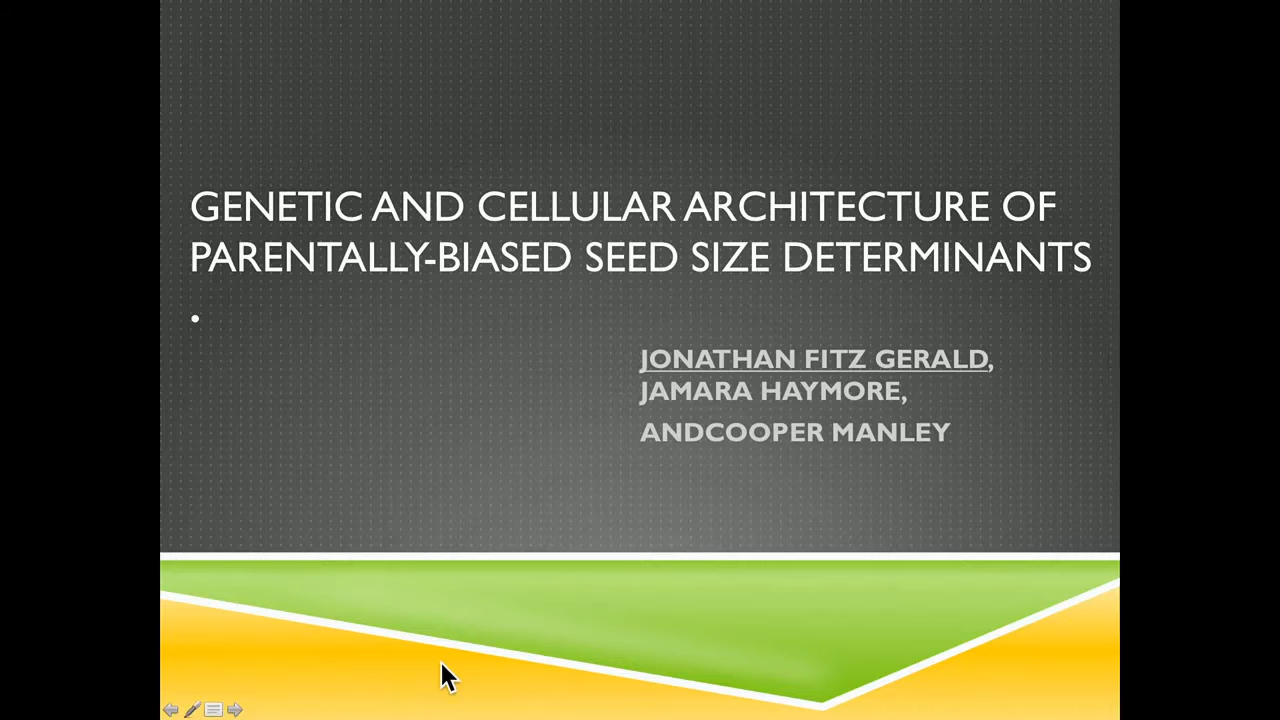 GENETIC AND CELLULAR ARCHITECTURE OF
PARENTALLY-BIASED SEED SIZE DETERMINANTS
.
JONATHAN FITZ GERALD,
JAMARA HAYMORE,
ANDCOOPER MANLEY